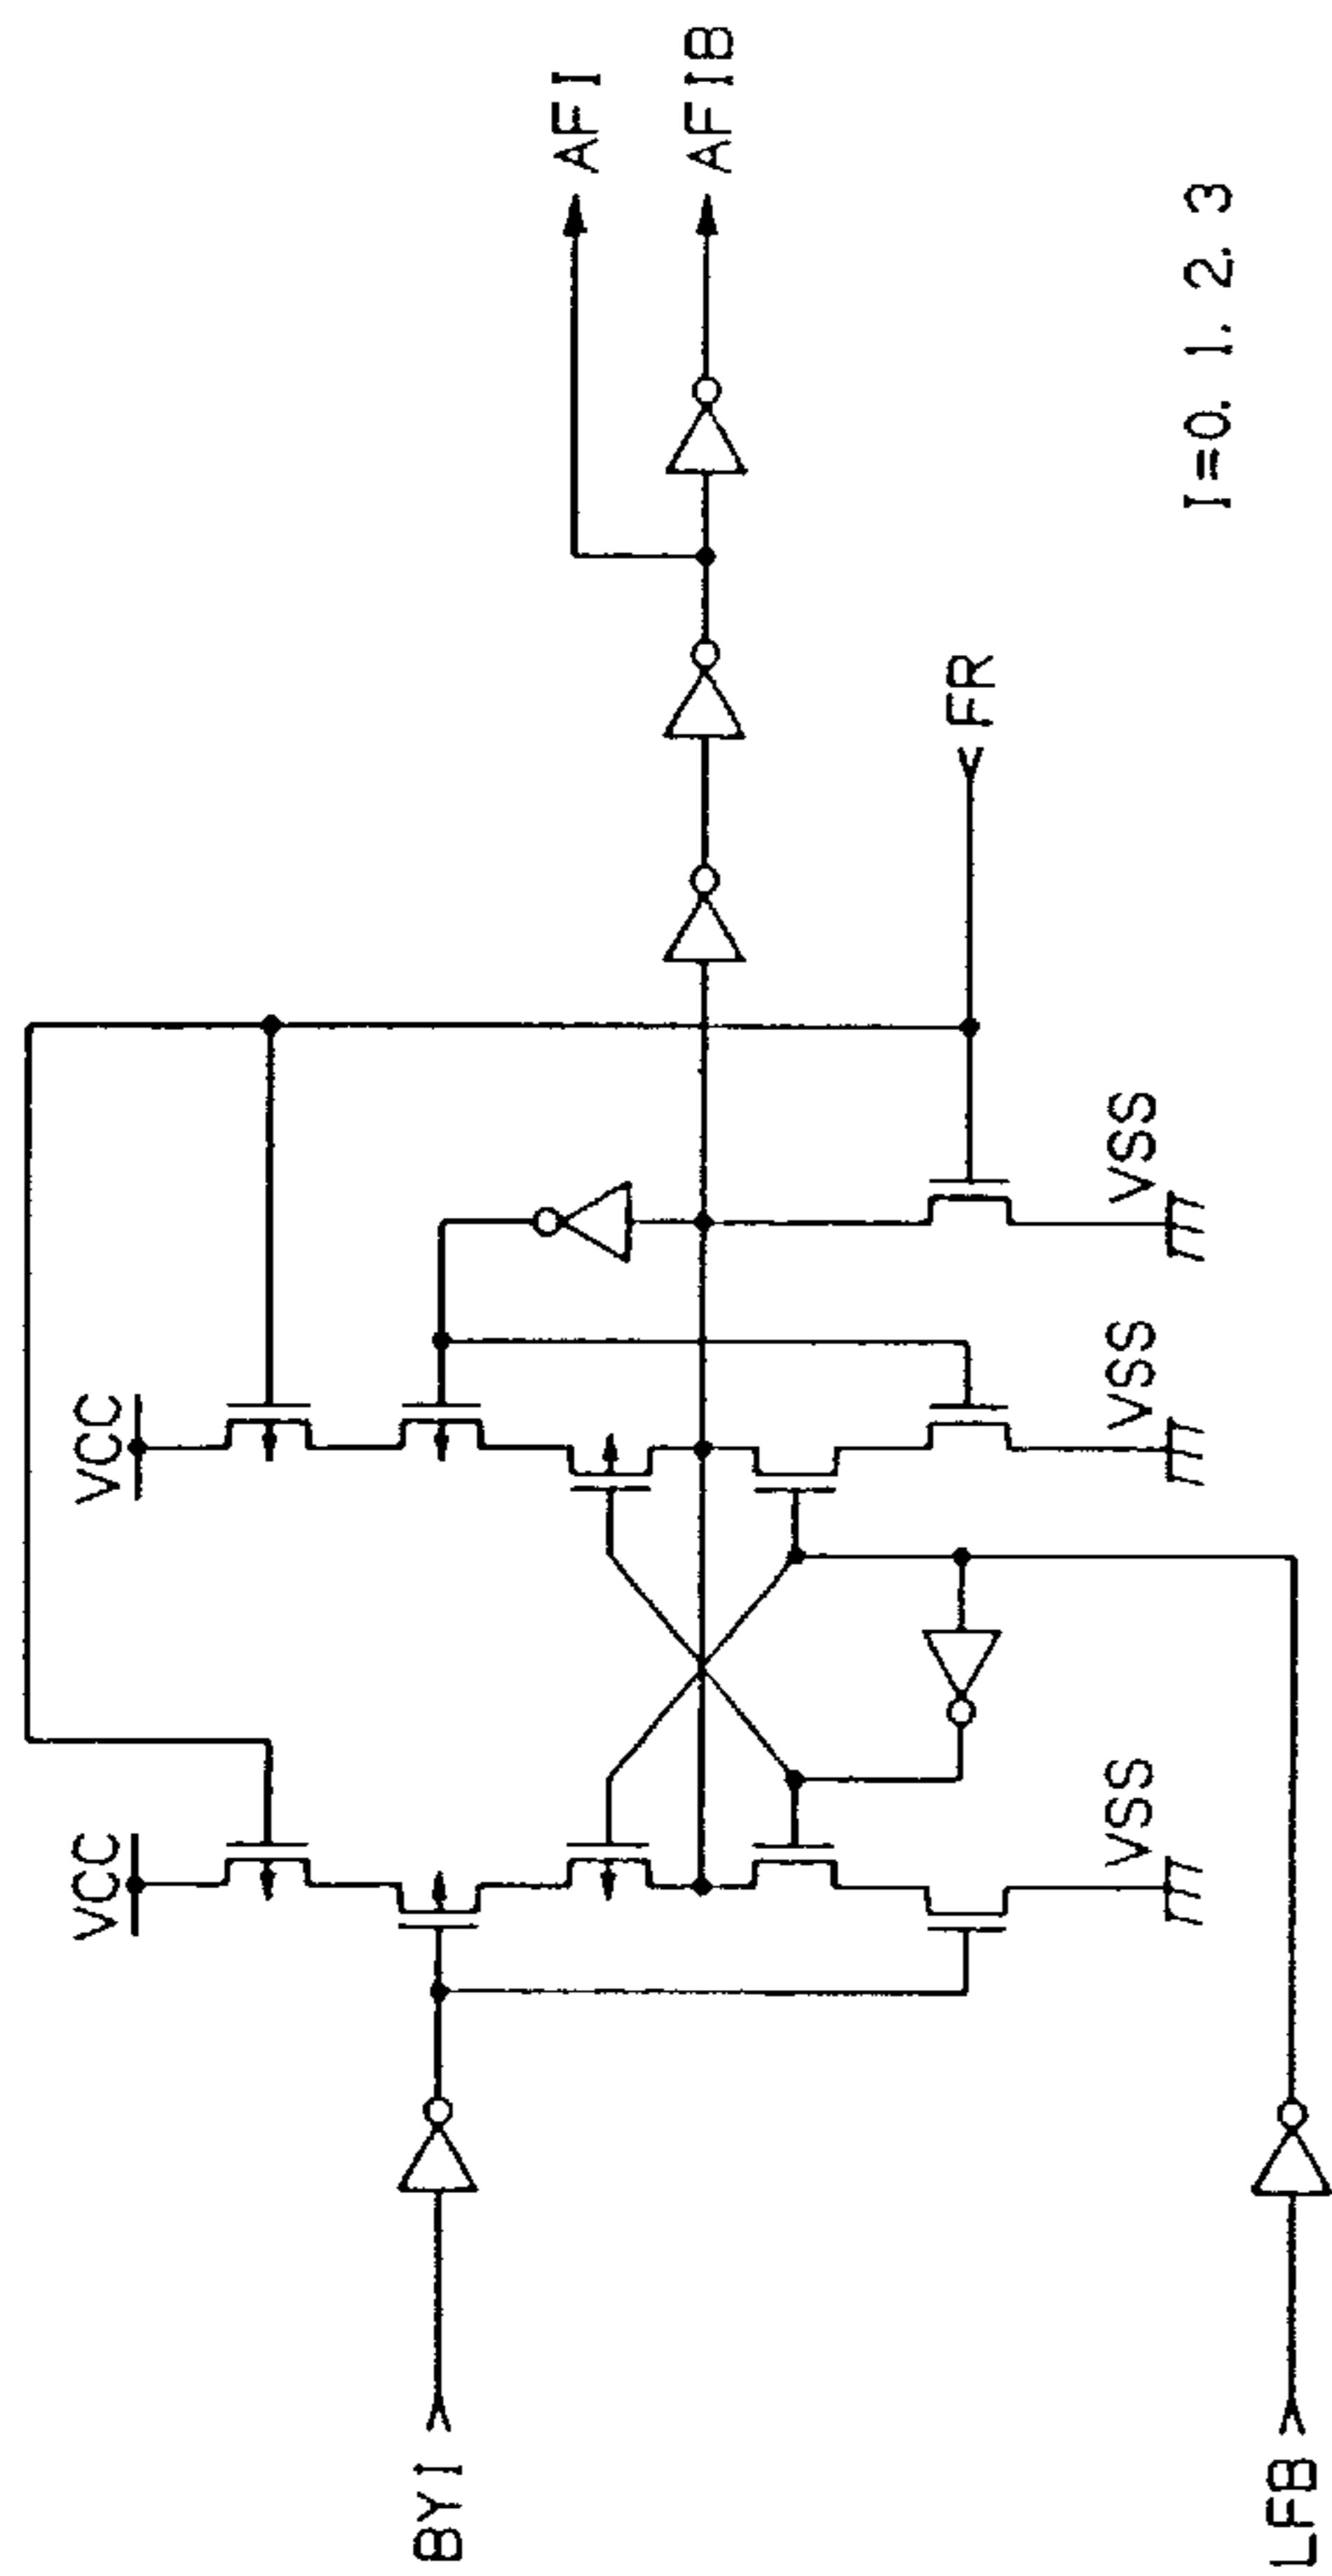 BYI
LFB
VCC
VSS
VCC
VSS
VSS
FR
AFI
AFIB
I=0. 1. 2. 3